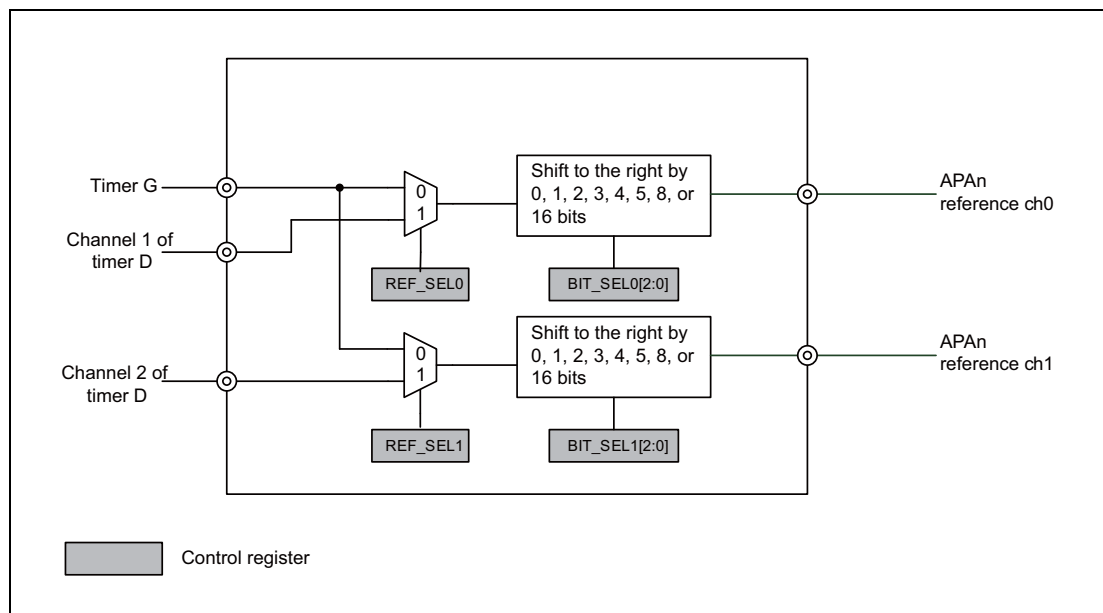 Timer G
Channel 1 of
timer D
Channel 2 of
timer D
0
1
REF_SEL0
Shift to the right by
0, 1, 2, 3, 4, 5, 8, or
16 bits
BIT_SEL0[2:0]
APAn
reference ch0
0
1
REF_SEL1
Shift to the right by
0, 1, 2, 3, 4, 5, 8, or
16 bits
BIT_SEL1[2:0]
APAn
reference ch1
Control register